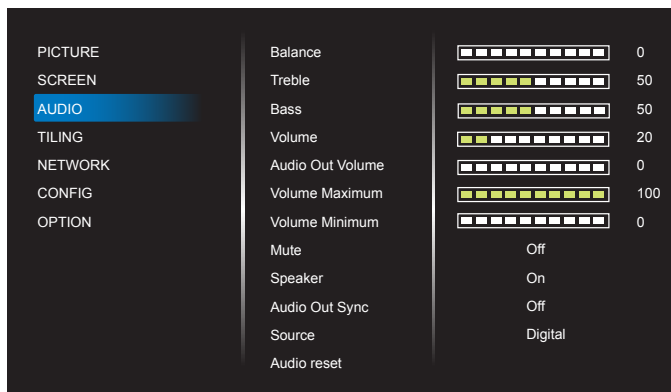 PICTURE
SCREEN
AUDIO
TILING
NETWORK
CONFIG
OPTION
Balance 0
Treble 50
Bass 50
Volume 20
Audio Out Volume 0
Volume Maximum 100
Volume Minimum 0
Mute Off
Speaker On
Audio Out Sync Off
Source Digital
Audio reset